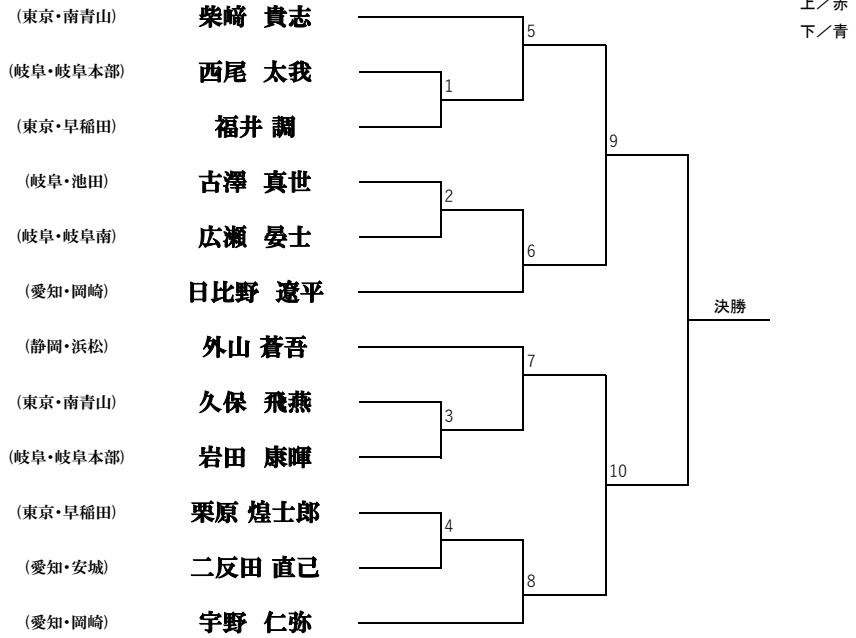 上／赤
下／青
(東京・南青山) 柴﨑 貴志
5
(岐阜・岐阜本部) 西尾 太我
1
(東京・早稲田) 福井 調
9
(岐阜・池田) 古澤 真世
2
(岐阜・岐阜南) 広瀬 晏士
6
(愛知・岡崎) 日比野 遼平
決勝
(静岡・浜松) 外山 蒼吾
7
(東京・南青山) 久保 飛燕
3
(岐阜・岐阜本部) 岩田 康暉
10
(東京・早稲田) 栗原 煌士郎
4
(愛知・安城) 二反田 直己
8
(愛知・岡崎) 宇野 仁弥